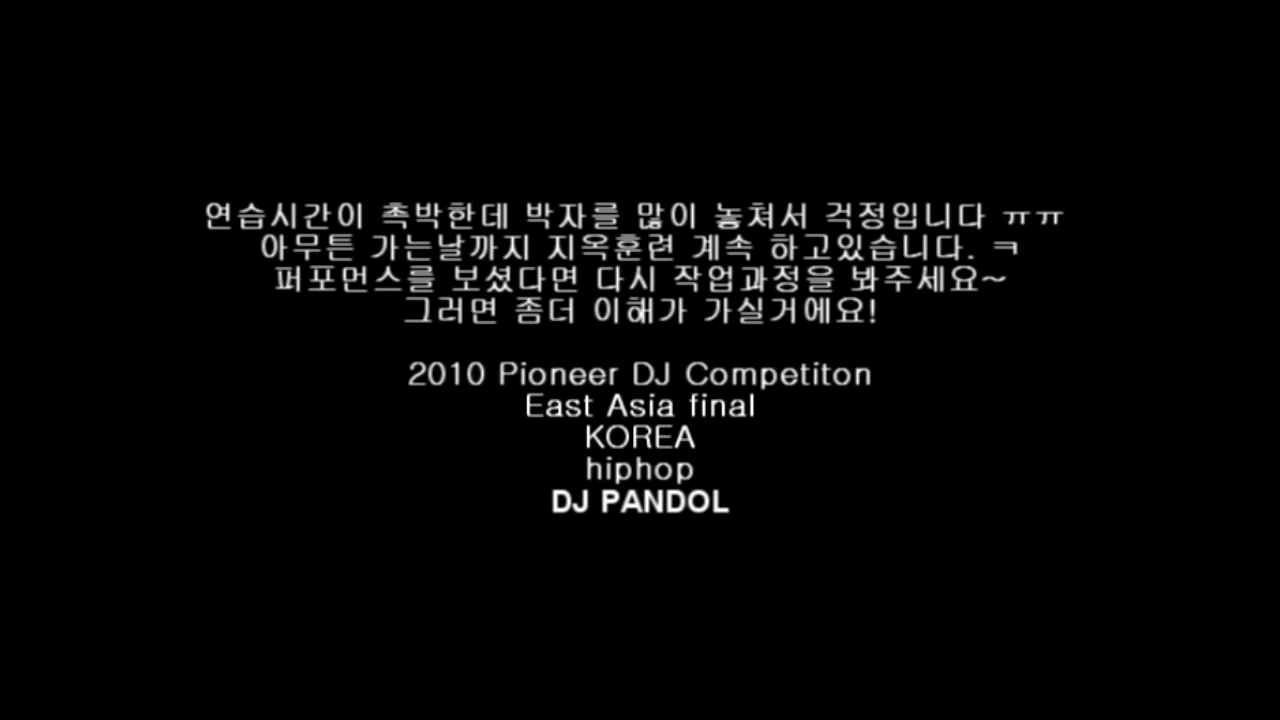 연습시간이 촉박한데 박자를 많이 놓쳐서 걱정입니다 ㅠㅠ
아무튼 가는날까지 지옥훈련 계속 하고있습니다. ㅋ
퍼포먼스를 보셨다면 다시 작업과정을 봐주세요~
그러면 좀더 이해가 가실거에요!
2010 Pioneer DJ Competiton
East Asia final
KOREA
hiphop
DJ PANDOL